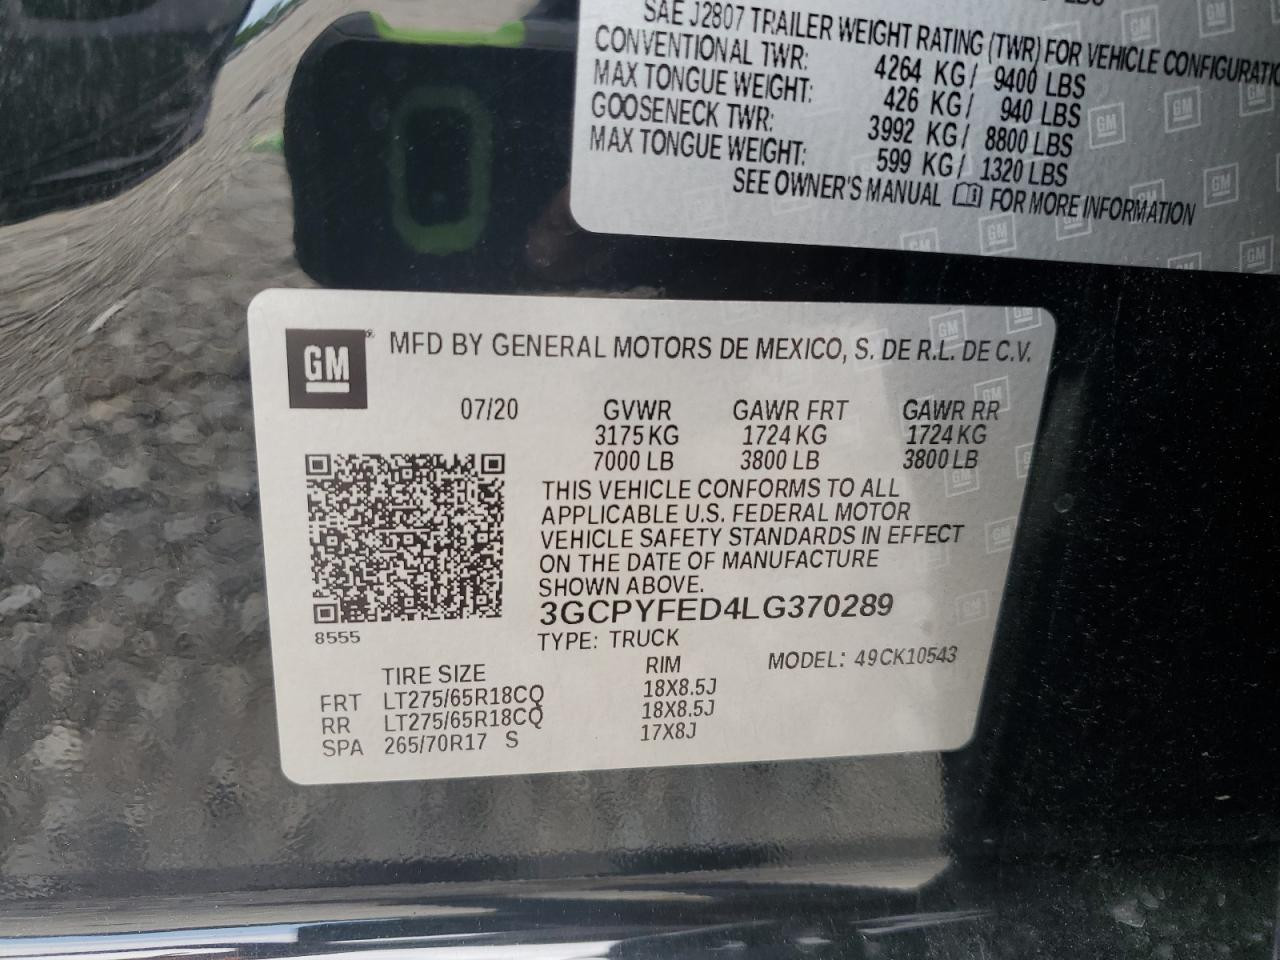 SAE J2807 TRAILER WEIGHT RATING (TWR) FOR VEHICLE
CONVENTIONAL TWR: 4264 KG/ 9400 LBS
MAX TONGUE WEIGHT: 426 KG/ 940 LBS
GOOSENECK TWR: 3992 KG/ 8800 LBS
MAX TONGUE WEIGHT: 599 KG/ 1320 LBS
SEE OWNER'S MANUAL FOR MORE INFORMATION
GM MFD BY GENERAL MOTORS DE MEXICO, S. DE R.L. DE C.V.
07/20 GVWR GAWR FRT GAWR RR
3175 KG 1724 KG 1724 KG
7000 LB 3800 LB 3800 LB
THIS VEHICLE CONFORMS TO ALL
APPLICABLE U.S. FEDERAL MOTOR
VEHICLE SAFETY STANDARDS IN EFFECT
ON THE DATE OF MANUFACTURE
SHOWN ABOVE.
3GCPYFED4LG370289
8555
TYPE: TRUCK
MODEL: 49CK10543
TIRE SIZE RIM
FRT LT275/65R18CQ 18X8.5J
RR LT275/65R18CQ 18X8.5J
SPA 265/70R17 S 17X8J